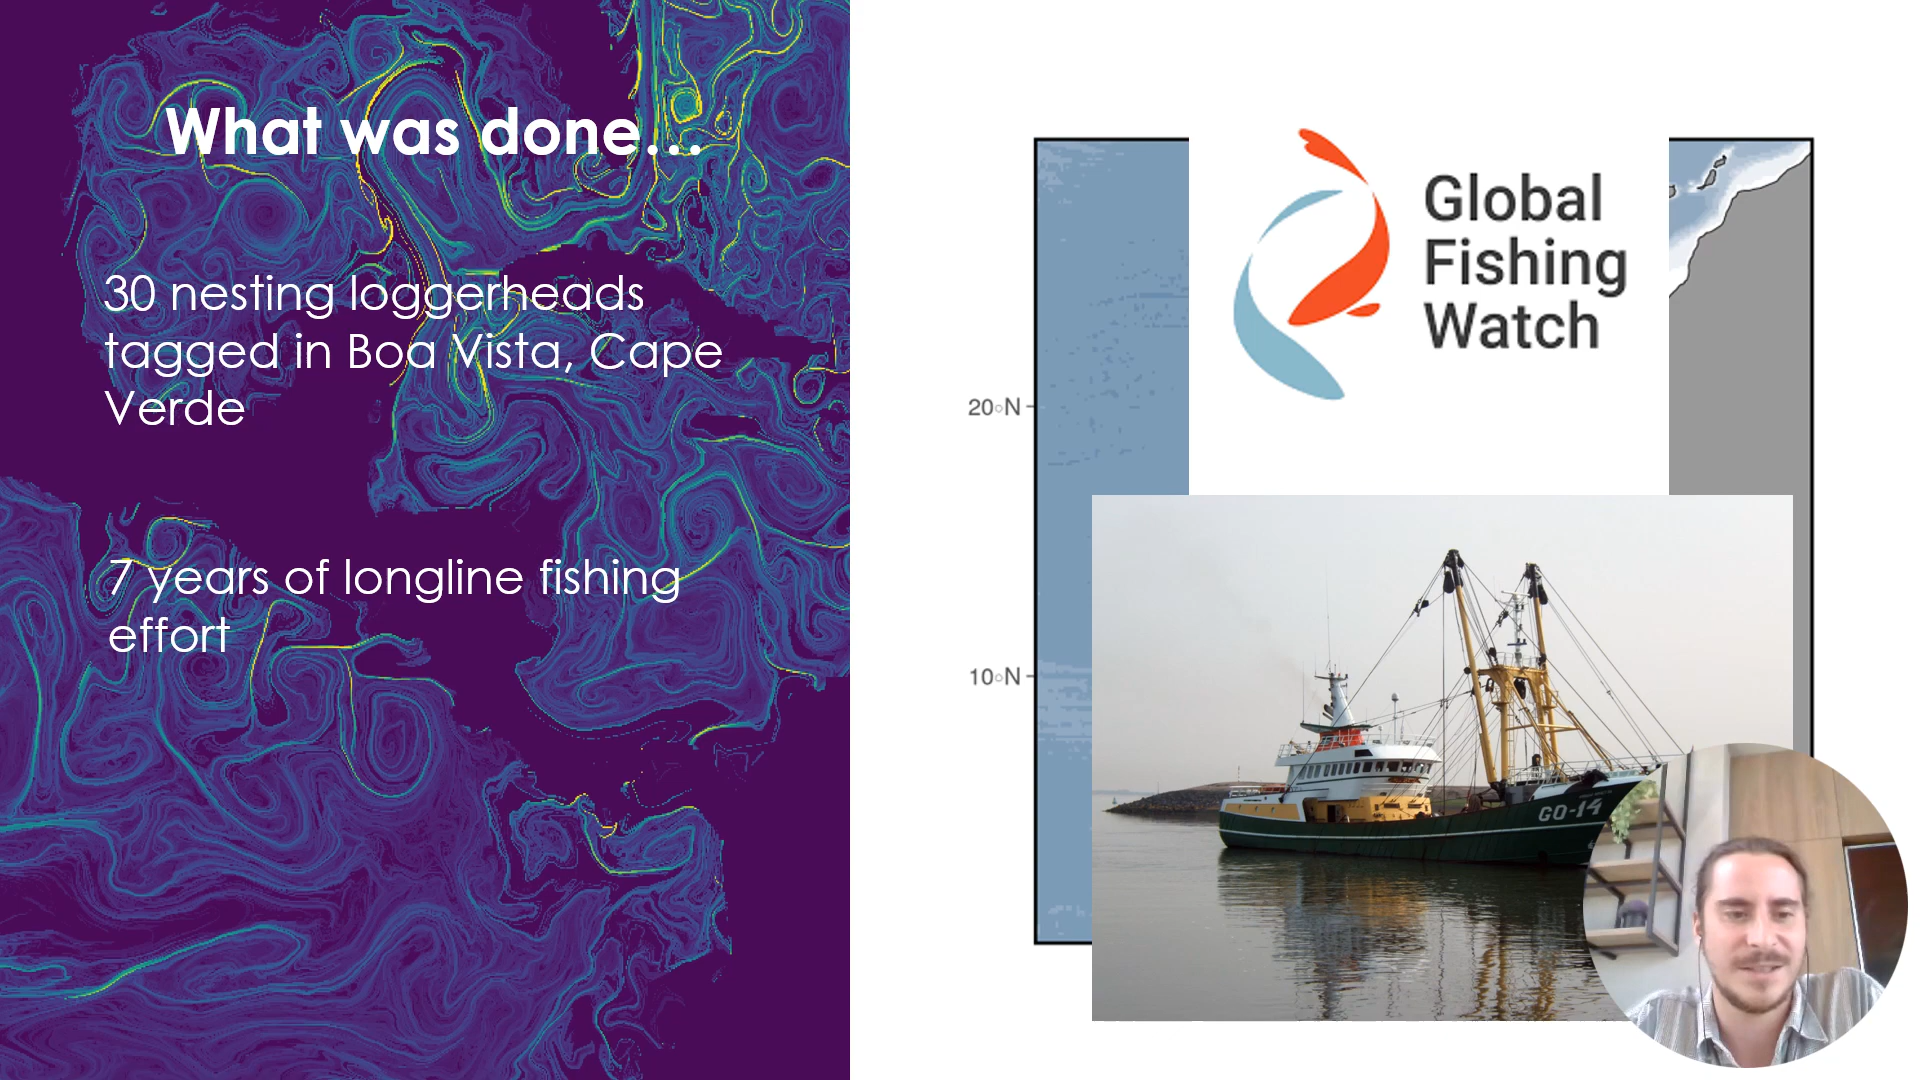 What was done...
30 nesting loggerheads
tagged in Boa Vista, Cape
Verde
7 years of longline fishing
effort
Global
Fishing
Watch
20°N
10°N
GO-14